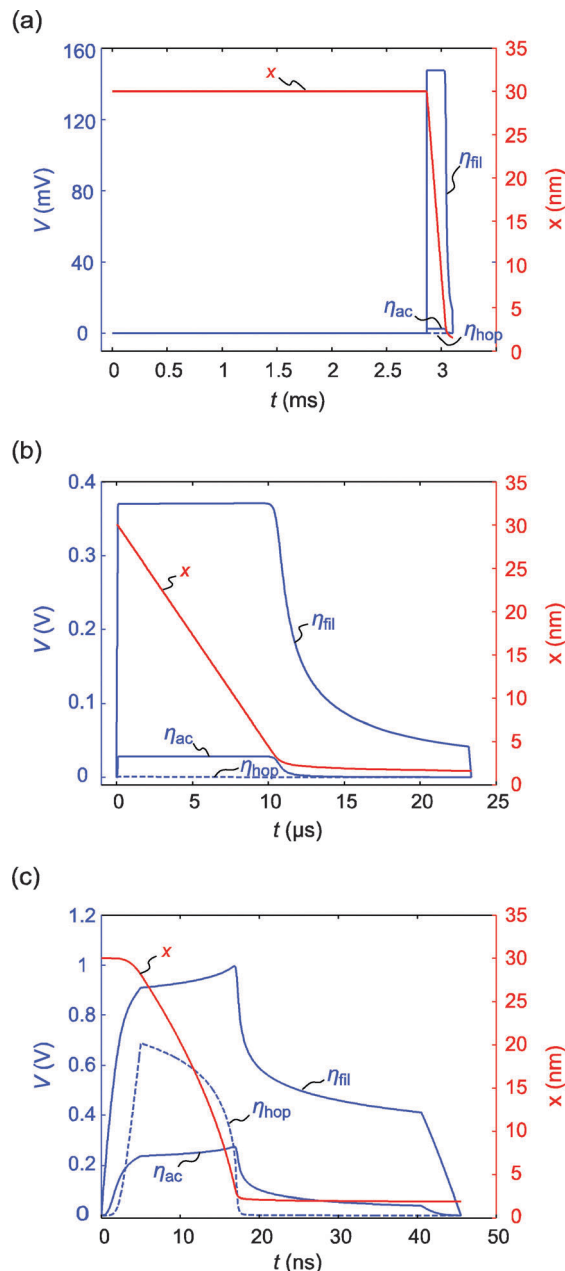 (a)
160
120
80
40
0
V (mV)
35
30
25
20
15
10
5
0
x (nm)
x
ηfil
ηac
ηhop
0 0.5 1 1.5 2 2.5 3
t (ms)
(b)
0.4
0.3
0.2
0.1
0
V (V)
35
30
25
20
15
10
5
0
x (nm)
x
ηfil
ηac
ηhop
0 5 10 15 20 25
t (µs)
(c)
1.2
1
0.8
0.6
0.4
0.2
0
V (V)
35
30
25
20
15
10
5
0
x (nm)
x
ηfil
ηhop
ηac
0 10 20 30 40 50
t (ns)